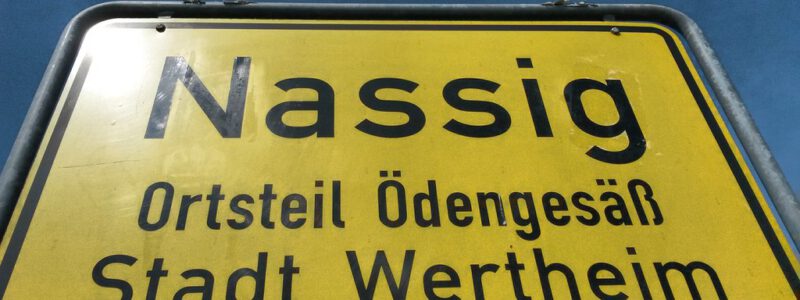 Nassig
Ortsteil Ödengesäß
Stadt Wertheim